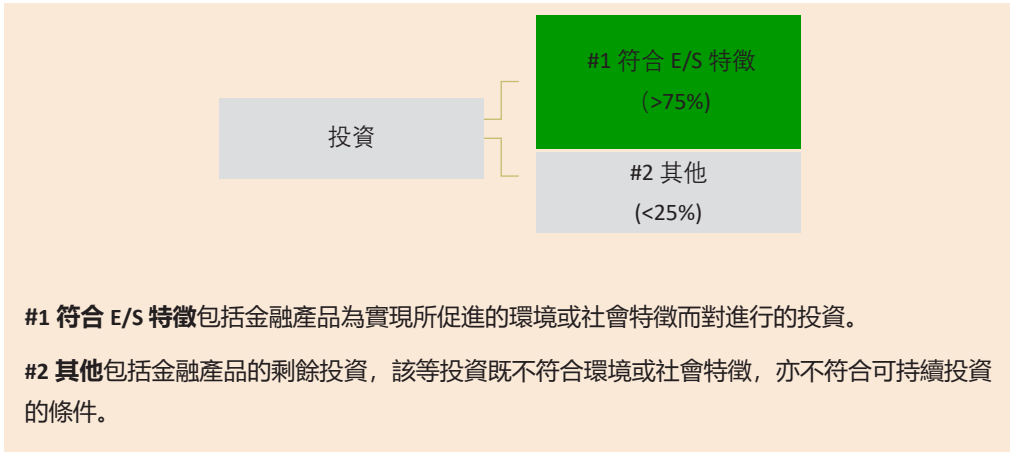 #1 符合 E/S 特徵
（>75%)
投資
#2 其他
(<25%)
#1 符合 E/S 特徵包括金融產品為實現所促進的環境或社會特徵而對進行的投資。
#2 其他包括金融產品的剩餘投資，該等投資既不符合環境或社會特徵，亦不符合可持續投資
的條件。